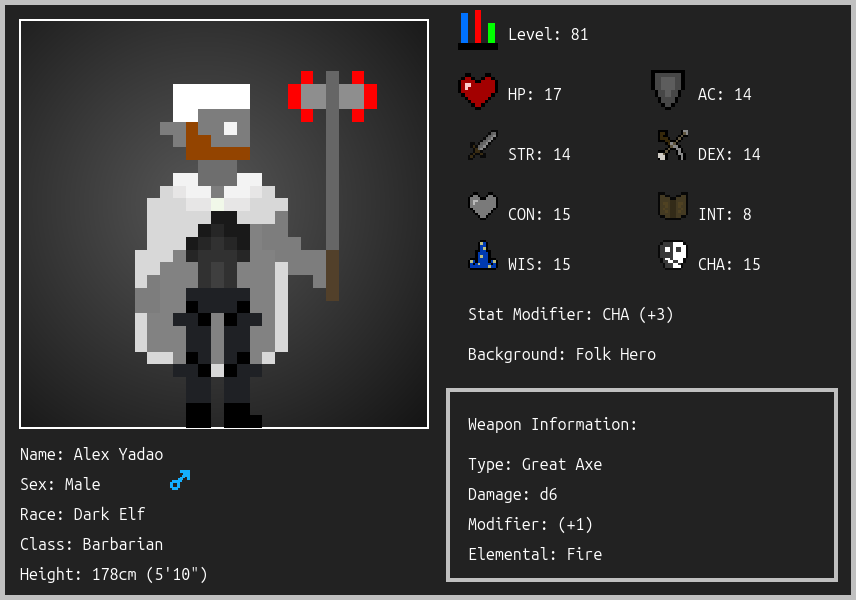 Level: 81
HP: 17
AC: 14
STR: 14
DEX: 14
CON: 15
INT: 8
WIS: 15
CHA: 15
Stat Modifier: CHA (+3)
Background: Folk Hero
Weapon Information:
Type: Great Axe
Damage: d6
Modifier: (+1)
Elemental: Fire
Name: Alex Yadao
Sex: Male
Race: Dark Elf
Class: Barbarian
Height: 178cm (5'10")